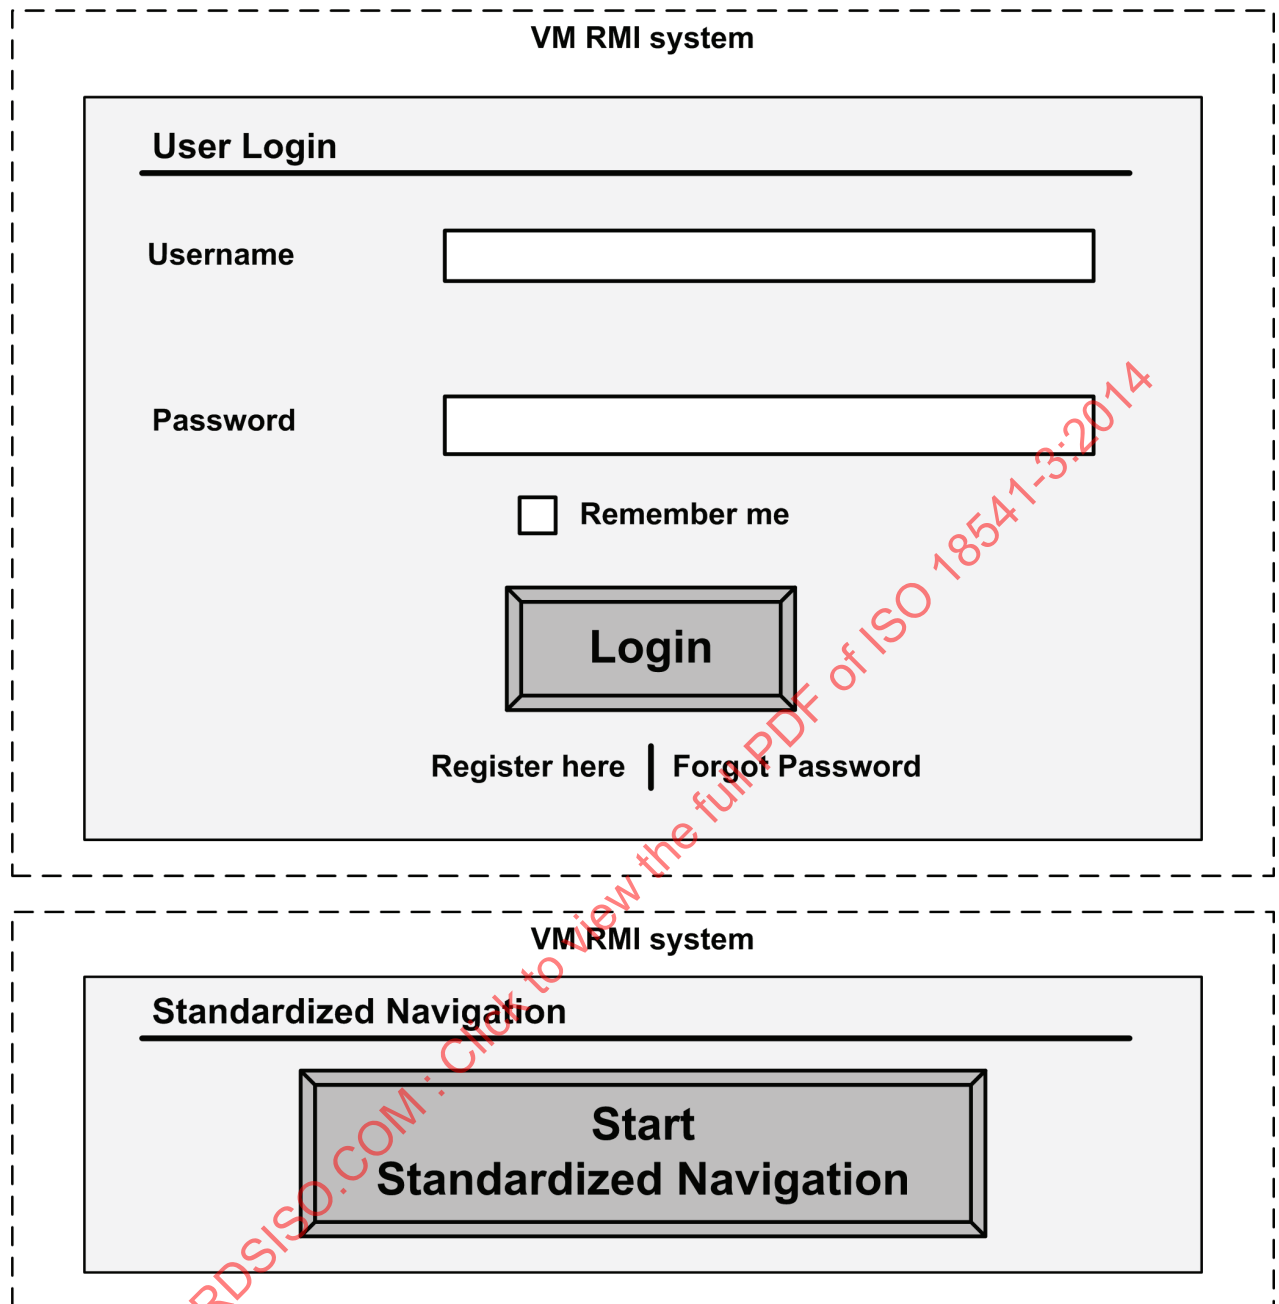 VM RMI system
User Login
Username
Password
Remember me
Login
Register here | Forgot Password
VM RMI system
Standardized Navigation
Start
Standardized Navigation
RDSISO.COM : Click to view the full PDF of ISO 18541-3:2014